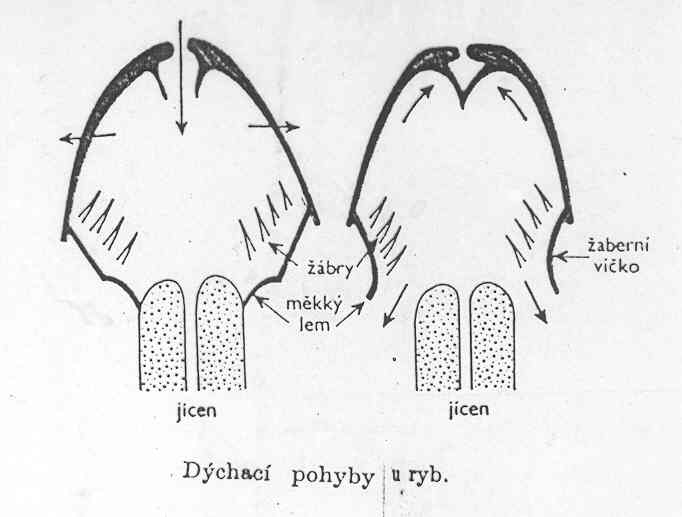 žábry
měkký
lem
žaberní
víčko
jícen
jícen
Dýchací pohyby u ryb.